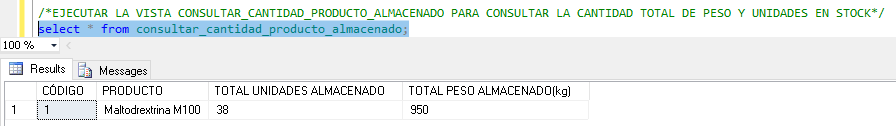 /*EJECUTAR LA VISTA CONSULTAR_CANTIDAD_PRODUCTO_ALMACENADO PARA CONSULTAR LA CANTIDAD TOTAL DE PESO Y UNIDADES EN STOCK*/
select * from consultar_cantidad_producto_almacenado;
100 %
Results Messages
CÓDIGO PRODUCTO TOTAL UNIDADES ALMACENADO TOTAL PESO ALMACENADO(kg)
1 1 Maltodrextrina M100 38 950